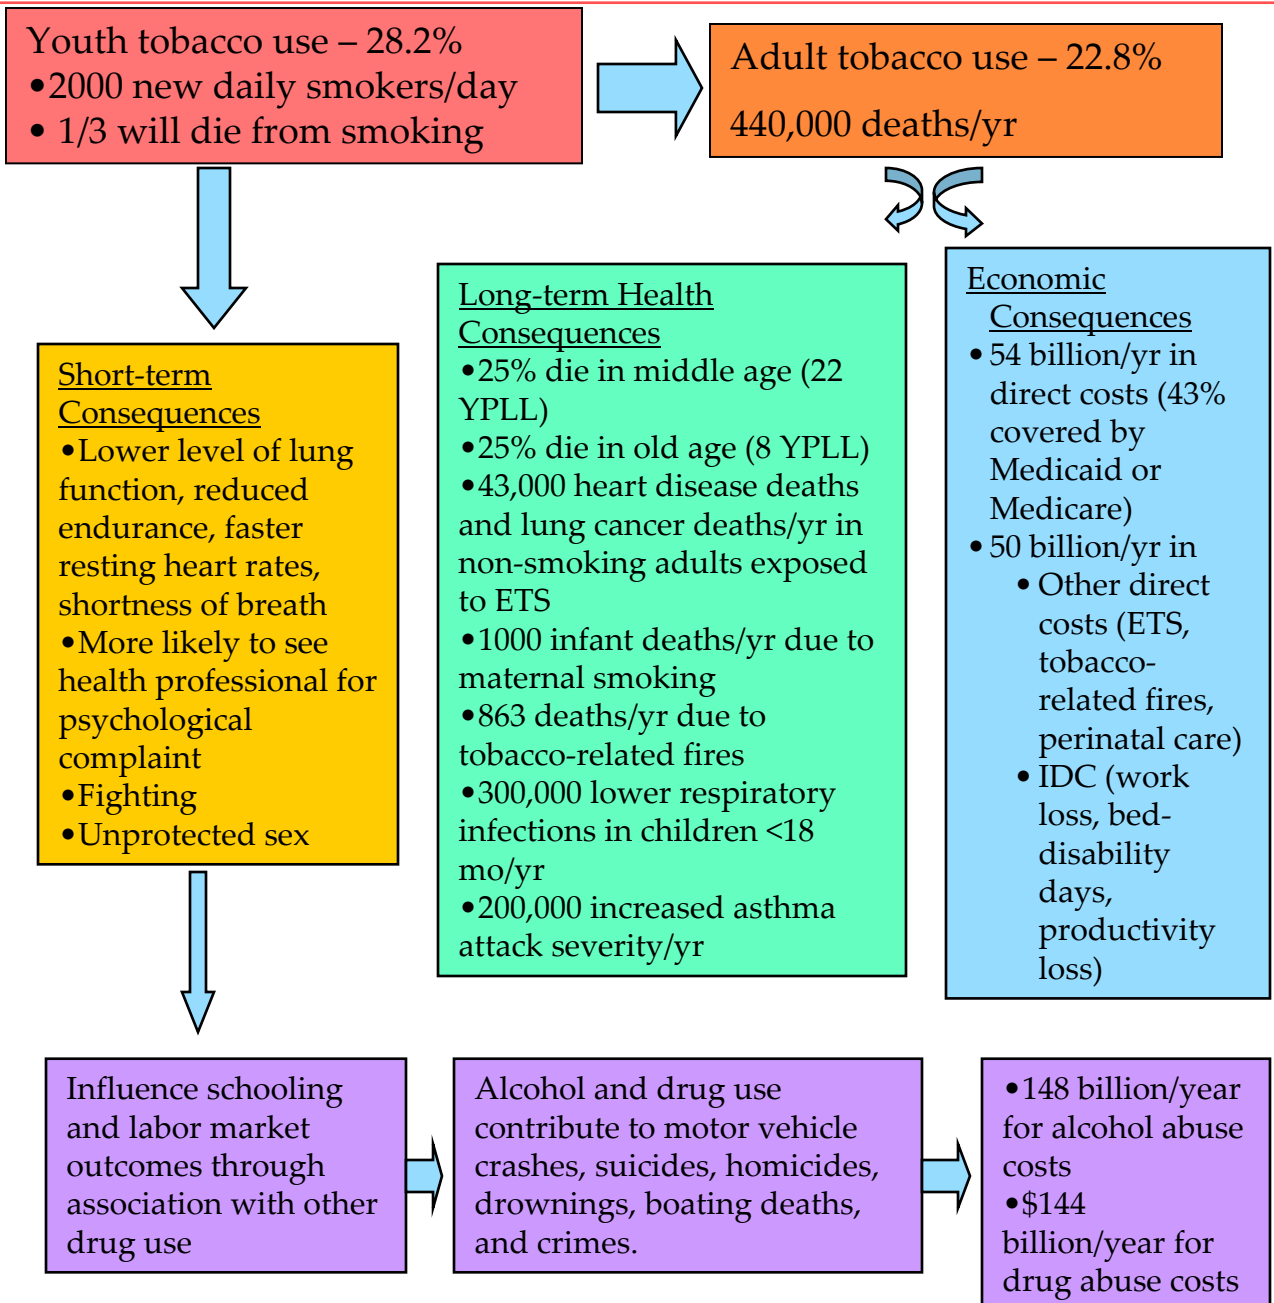 Youth tobacco use – 28.2%
•2000 new daily smokers/day
• 1/3 will die from smoking
Adult tobacco use – 22.8%
440,000 deaths/yr
Short-term
Consequences
•Lower level of lung
function, reduced
endurance, faster
resting heart rates,
shortness of breath
•More likely to see
health professional for
psychological
complaint
•Fighting
•Unprotected sex
Long-term Health
Consequences
•25% die in middle age (22
YPLL)
•25% die in old age (8 YPLL)
•43,000 heart disease deaths
and lung cancer deaths/yr in
non-smoking adults exposed
to ETS
•1000 infant deaths/yr due to
maternal smoking
•863 deaths/yr due to
tobacco-related fires
•300,000 lower respiratory
infections in children <18
mo/yr
•200,000 increased asthma
attack severity/yr
Economic
Consequences
• 54 billion/yr in
direct costs (43%
covered by
Medicaid or
Medicare)
• 50 billion/yr in
• Other direct
costs (ETS,
tobacco-
related fires,
perinatal care)
• IDC (work
loss, bed-
disability
days,
productivity
loss)
Influence schooling
and labor market
outcomes through
association with other
drug use
Alcohol and drug use
contribute to motor vehicle
crashes, suicides, homicides,
drownings, boating deaths,
and crimes.
•148 billion/year
for alcohol abuse
costs
•$144
billion/year for
drug abuse costs